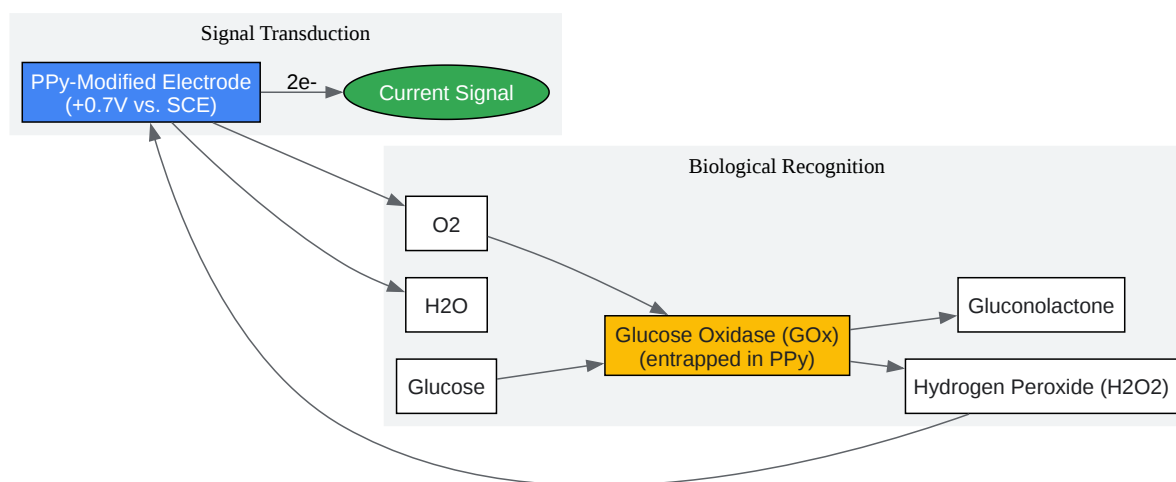 Signal Transduction
PPy-Modified Electrode
(+0.7V vs. SCE)
2e-
Current Signal
Biological Recognition
O2
H2O
Glucose
Glucose Oxidase (GOx)
(entrapped in PPy)
Gluconolactone
Hydrogen Peroxide (H2O2)